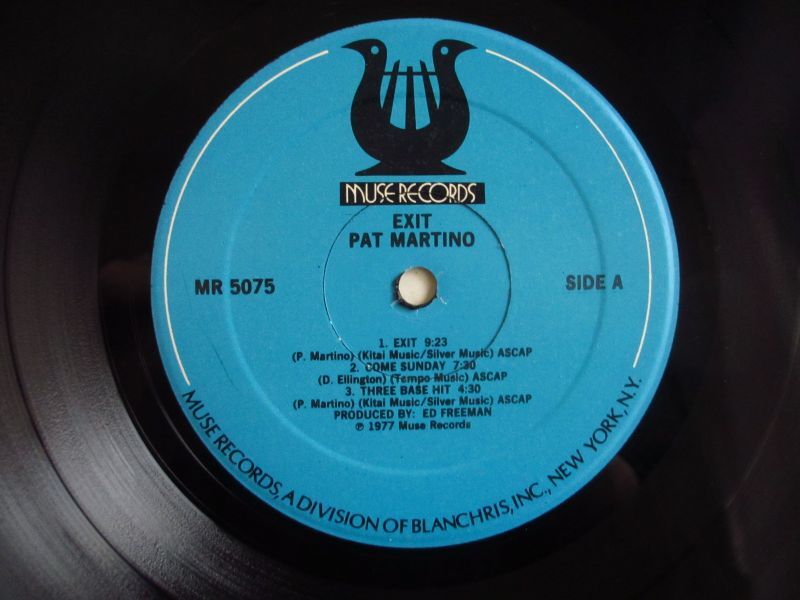 MUSE RECORDS
EXIT
PAT MARTINO
MR 5075
SIDE A
1. EXIT 9:23
(P. Martino) (Kitai Music/Silver Music) ASCAP
2. COME SUNDAY 7:30
(D. Ellington) (Tempo Music) ASCAP
3. THREE BASE HIT 4:30
(P. Martino) (Kitai Music/Silver Music) ASCAP
PRODUCED BY: ED FREEMAN
℗ 1977 Muse Records
MUSE RECORDS, A DIVISION OF BLANCHRIS, INC., NEW YORK, N.Y.